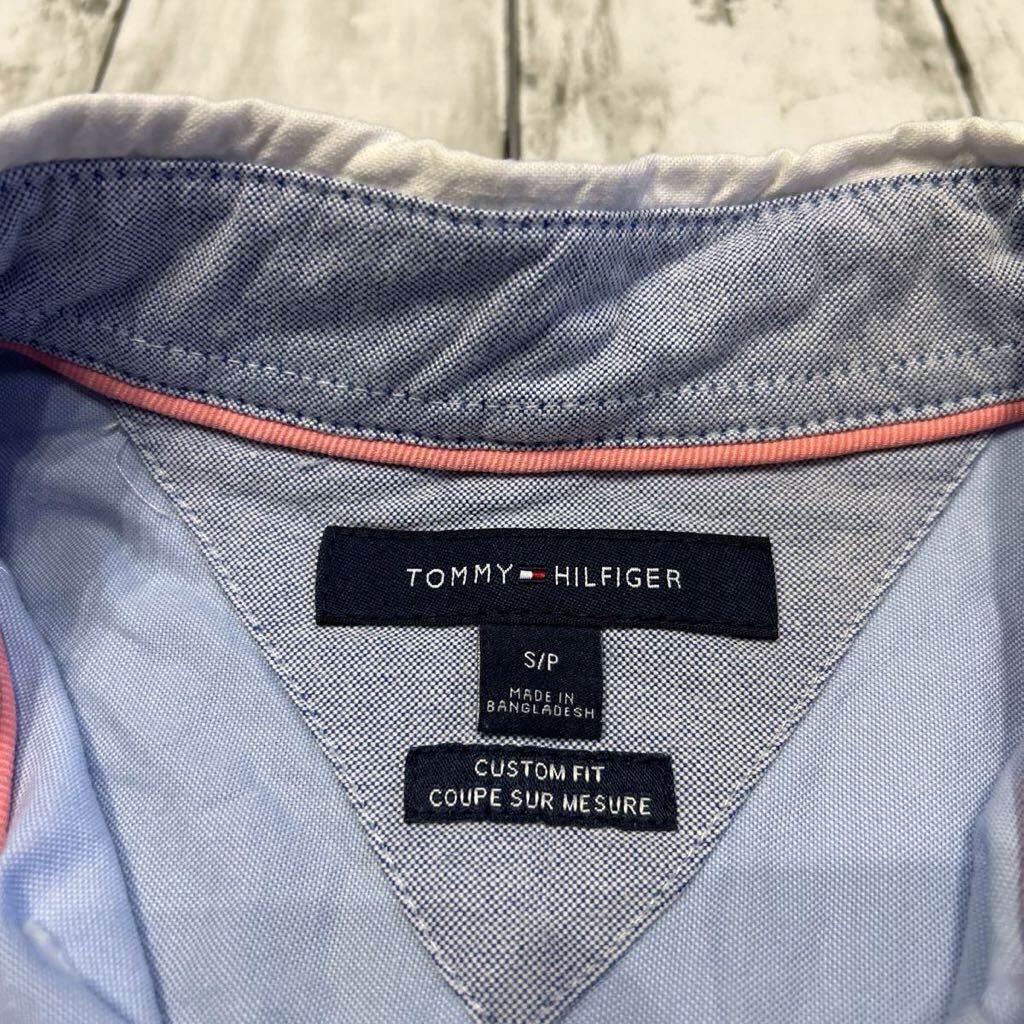 TOMMY HILFIGER
S/P
MADE IN
BANGLADESH
CUSTOM FIT
COUPE SUR MESURE